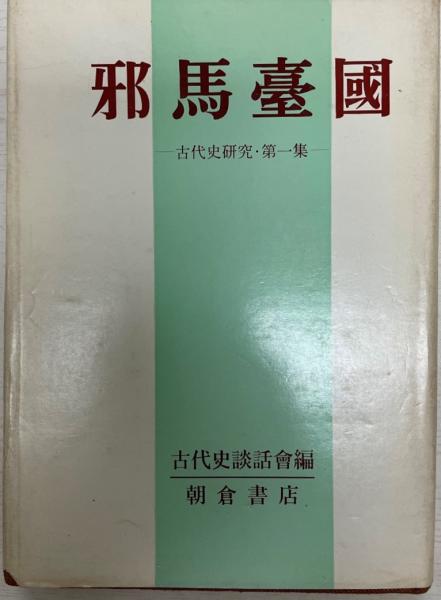 邪馬臺國
―古代史研究・第一集―
古代史談話會編
朝倉書店